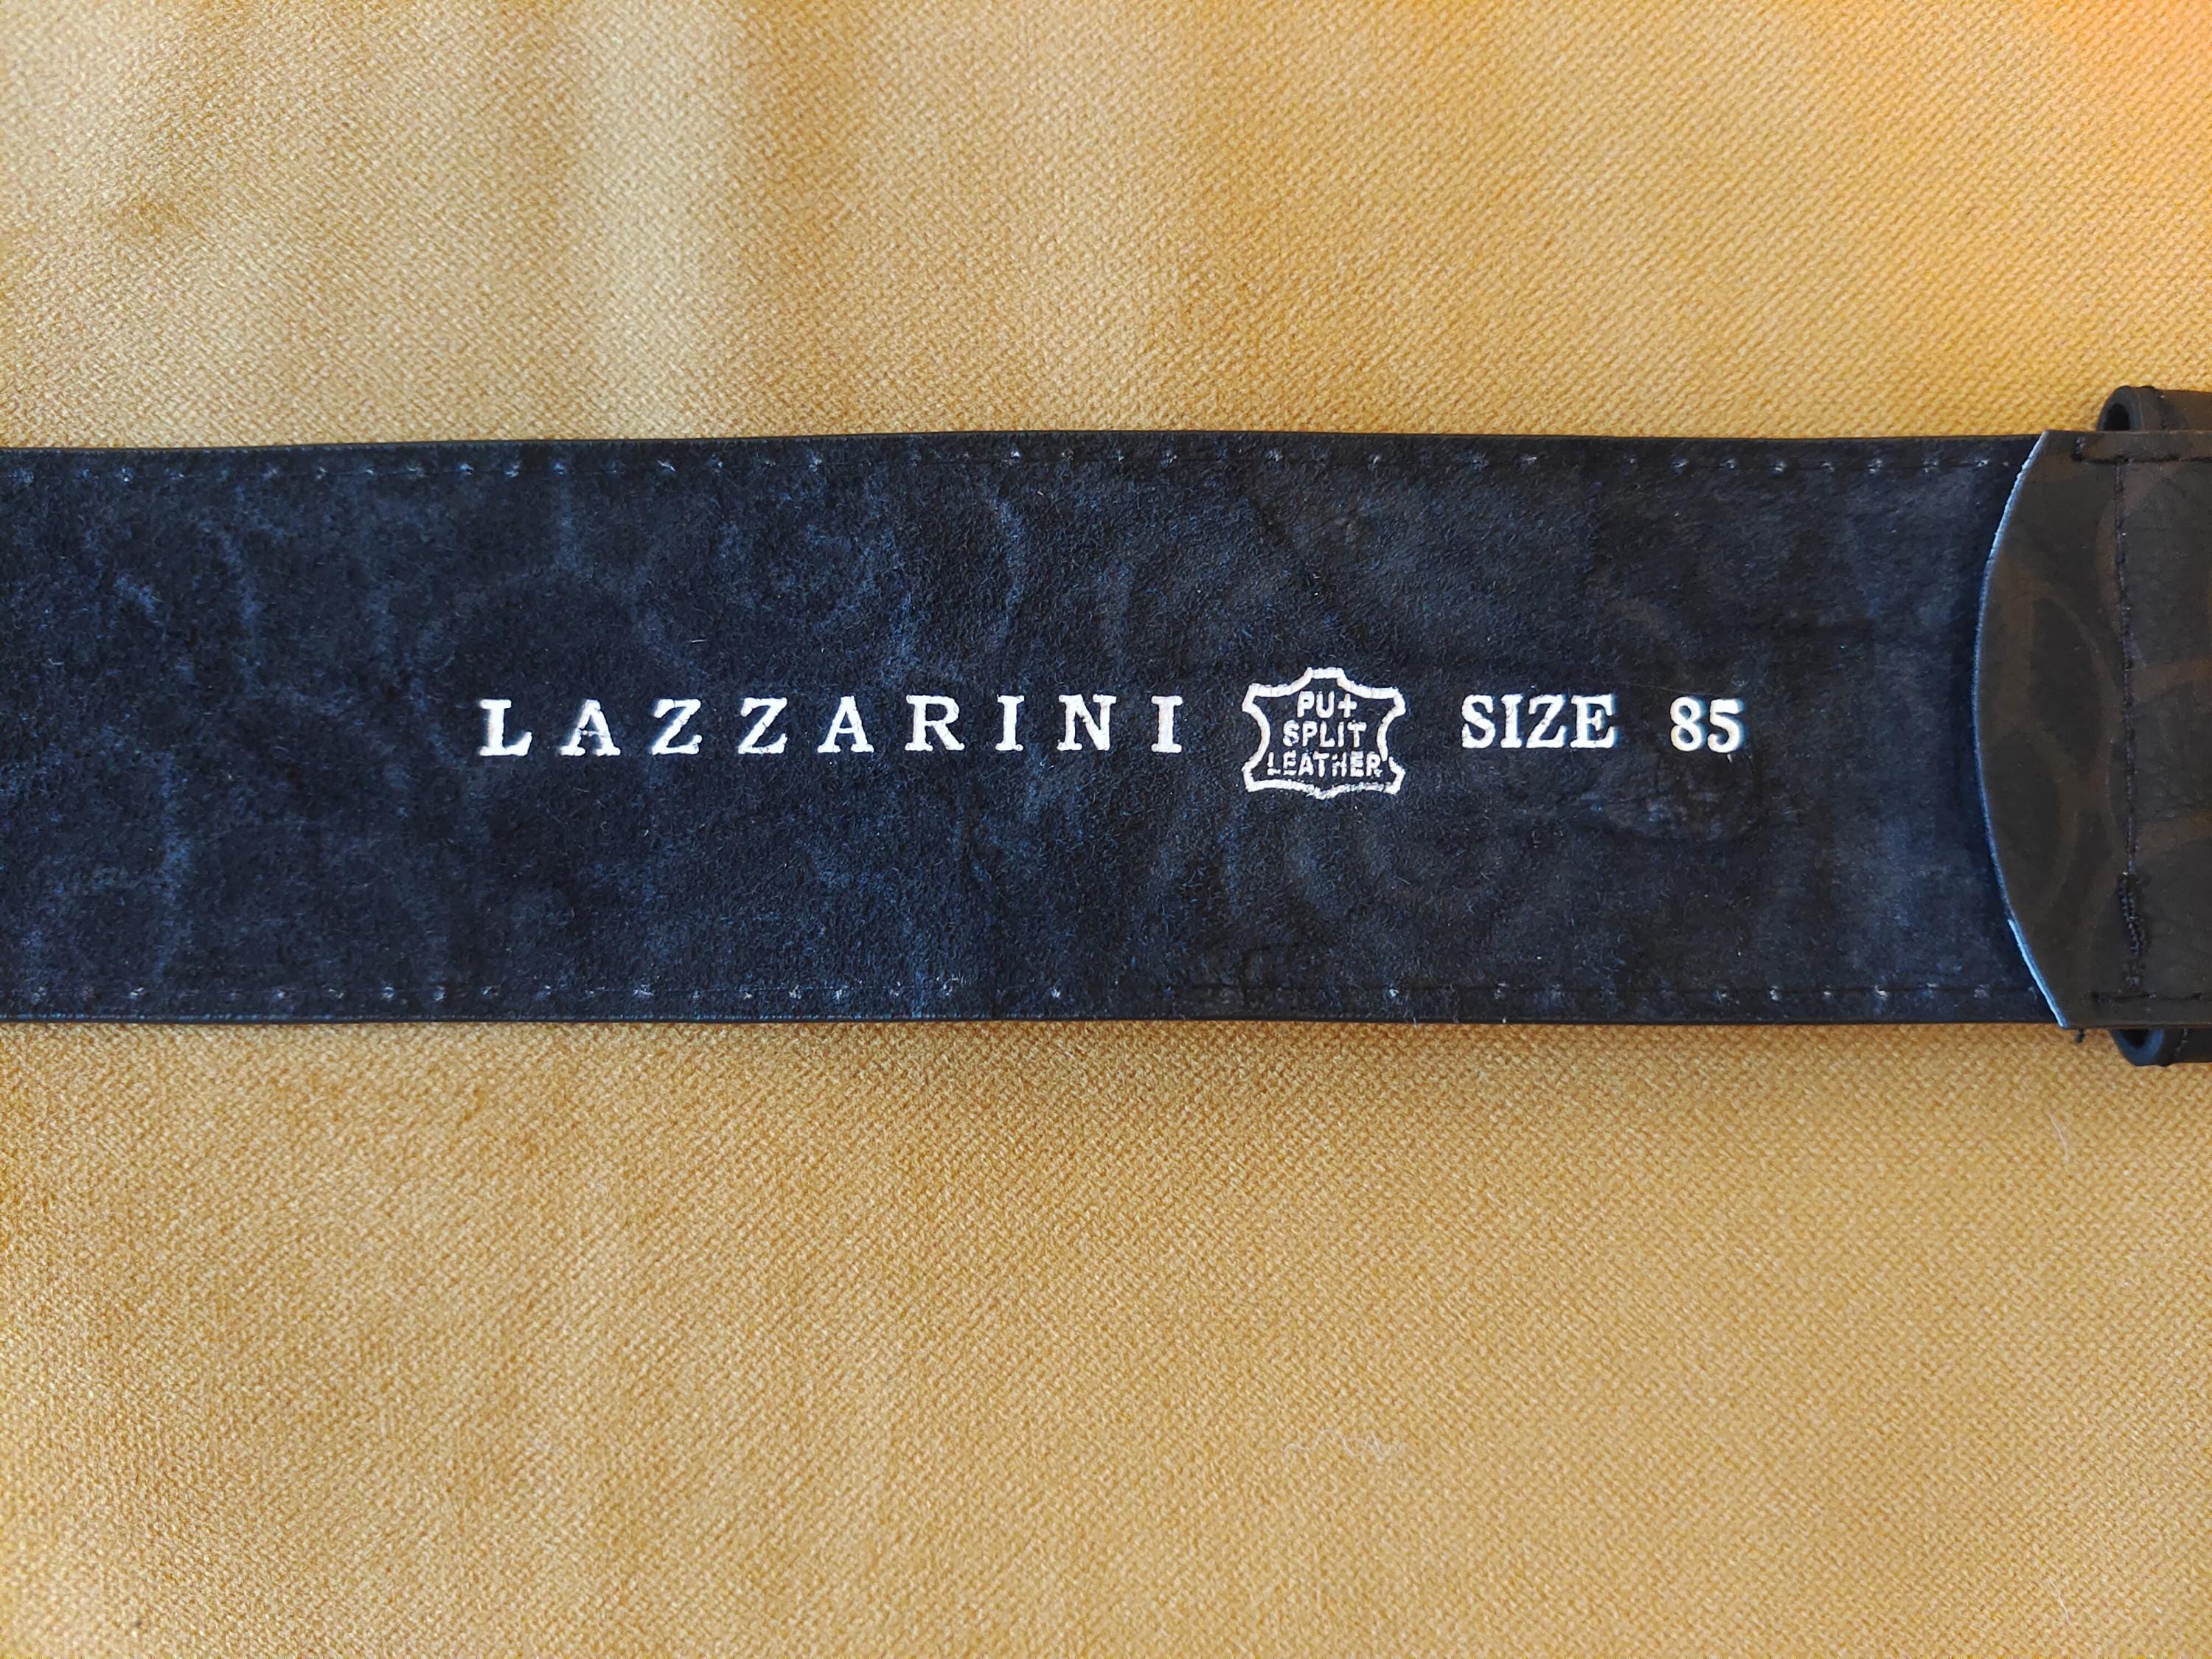 LAZZARINI
PU+
SPLIT
LEATHER
SIZE 85